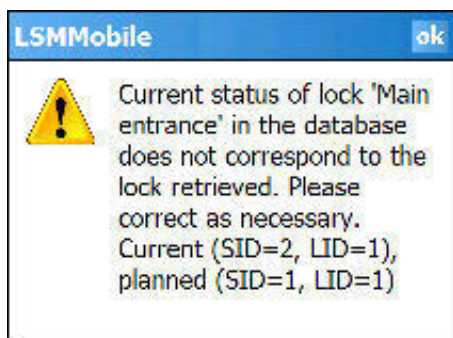 LSMMobile ok
Current status of lock 'Main
entrance' in the database
does not correspond to the
lock retrieved. Please
correct as necessary.
Current (SID=2, LID=1),
planned (SID=1, LID=1)